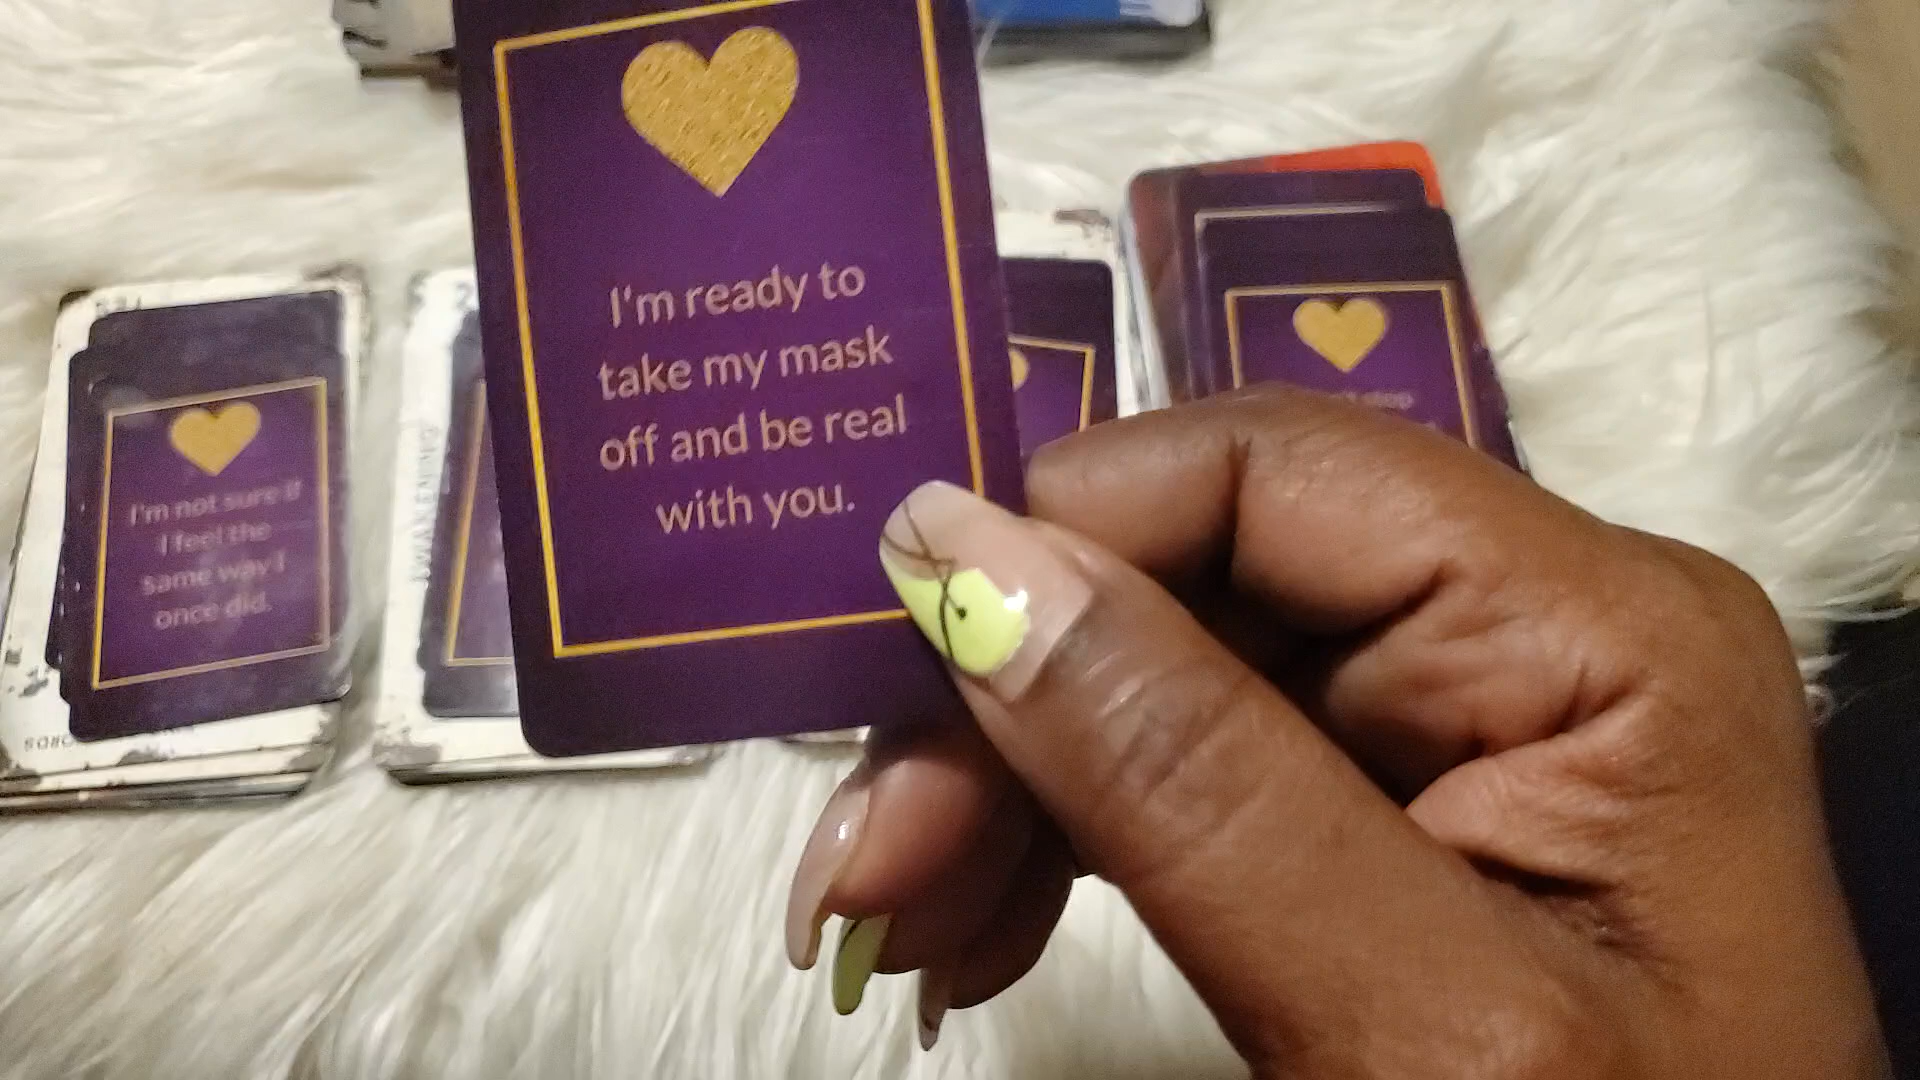 I'm ready to
take my mask
off and be real
with you.
I'm not sure if
I feel the
same way I
once did.